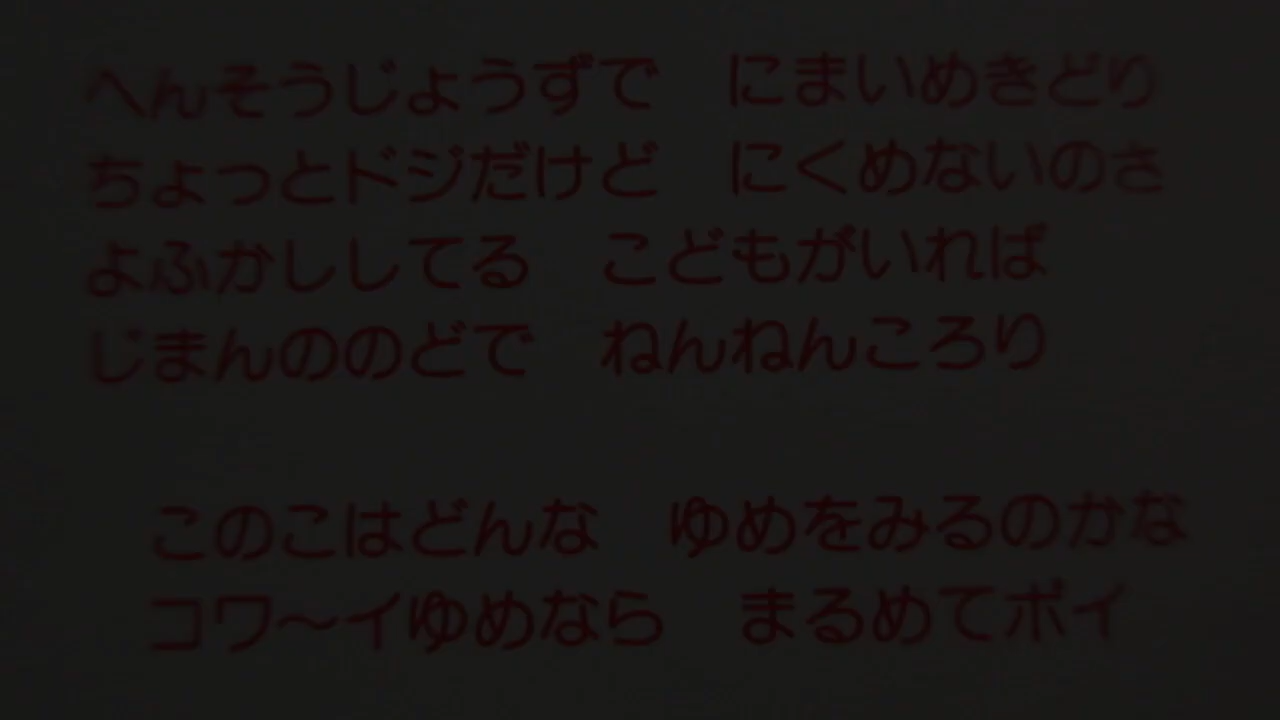 へんそうじょうずで　にまいめきどり
ちょっとドジだけど　にくめないのさ
よふかししてる　こどもがいれば
じまんののどで　ねんねんころり
このこはどんな　ゆめをみるのかな
コワ〜イゆめなら　まるめてポイ